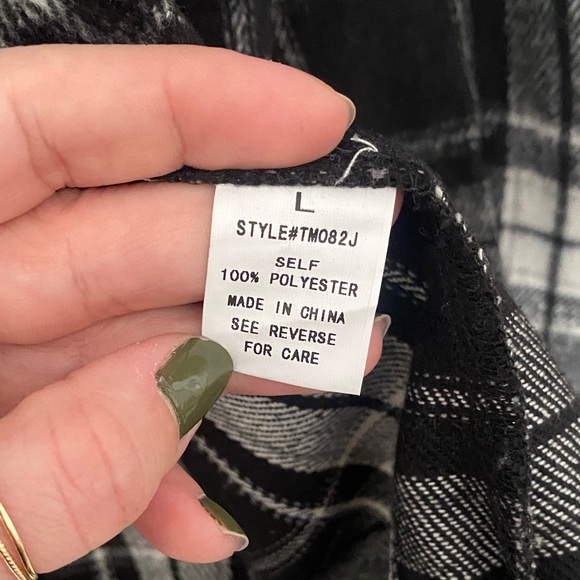 L
STYLE#TM082J
SELF
100% POLYESTER
MADE IN CHINA
SEE REVERSE
FOR CARE